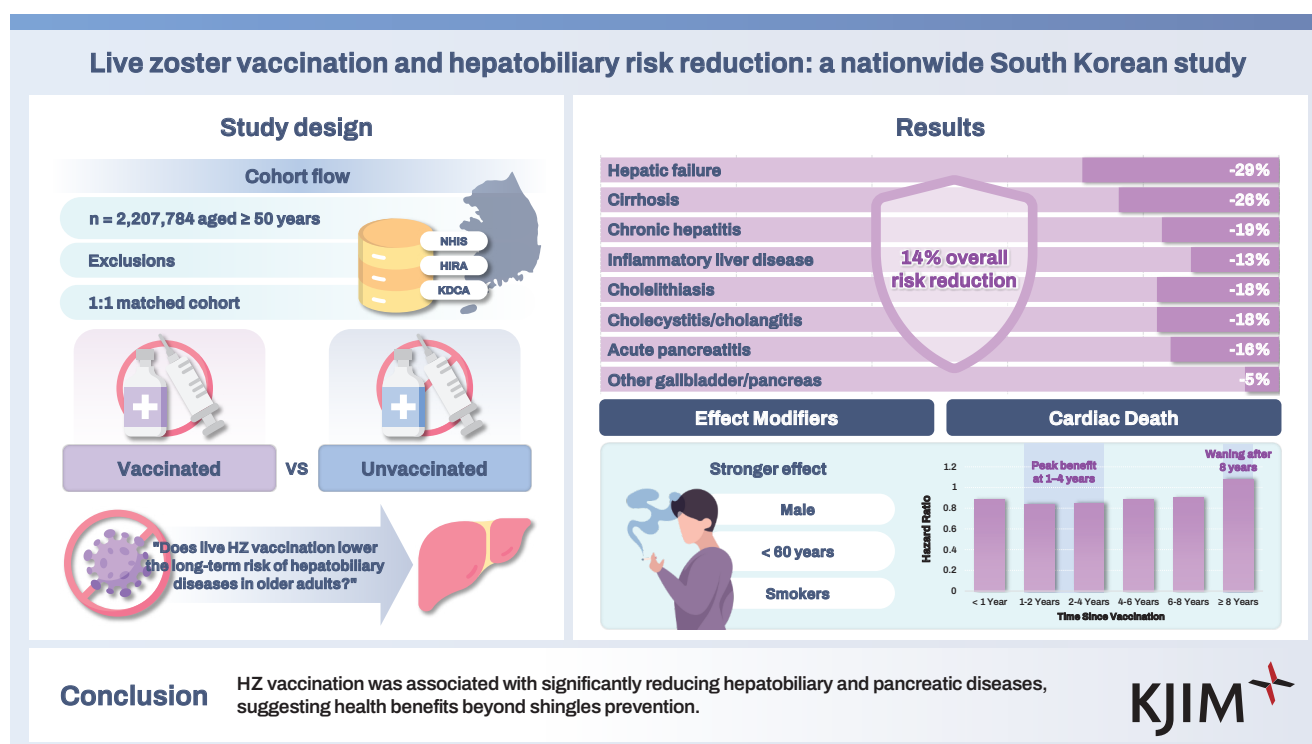 Live zoster vaccination and hepatobiliary risk reduction: a nationwide South Korean study
Study design
Cohort flow
n = 2,207,784 aged ≥ 50 years
Exclusions
1:1 matched cohort
NHIS
HIRA
KDCA
Vaccinated
VS
Unvaccinated
"Does live HZ vaccination lower
the long-term risk of hepatobiliary
diseases in older adults?"
Results
Hepatic failure -29%
Cirrhosis -26%
Chronic hepatitis -19%
Inflammatory liver disease -13%
Cholelithiasis -18%
Cholecystitis/cholangitis -18%
Acute pancreatitis -16%
Other gallbladder/pancreas -5%
14% overall
risk reduction
Effect Modifiers
Stronger effect
Male
< 60 years
Smokers
Cardiac Death
Peak benefit
at 1–4 years
Waning after
8 years
Hazard Ratio
1.2
1
0.8
0.6
0.4
0.2
0
< 1 Year 1-2 Years 2-4 Years 4-6 Years 6-8 Years ≥ 8 Years
Time Since Vaccination
Conclusion
HZ vaccination was associated with significantly reducing hepatobiliary and pancreatic diseases,
suggesting health benefits beyond shingles prevention.
KJIM